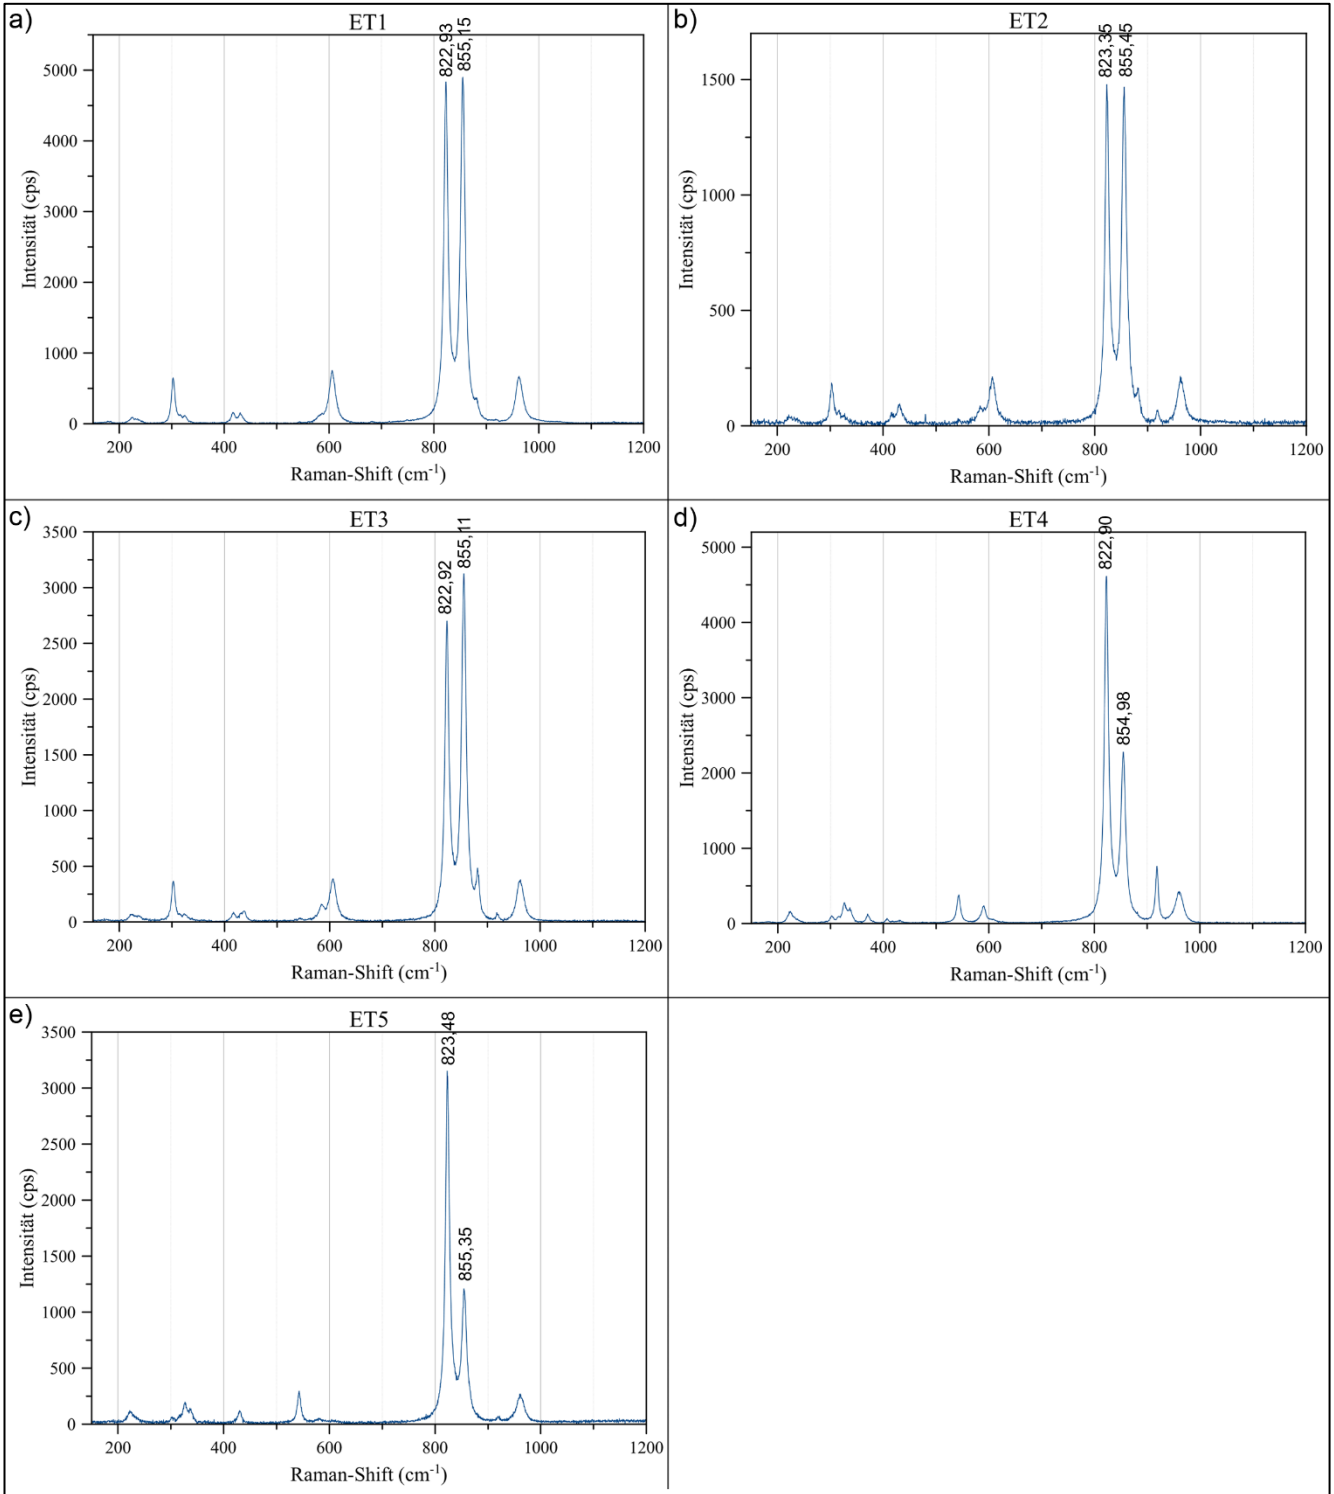 a)
ET1
822,93
855,15
Intensität (cps)
5000
4000
3000
2000
1000
0
200 400 600 800 1000 1200
Raman-Shift (cm⁻¹)
b)
ET2
823,35
855,45
Intensität (cps)
1500
1000
500
0
200 400 600 800 1000 1200
Raman-Shift (cm⁻¹)
c)
ET3
822,92
855,11
Intensität (cps)
3500
3000
2500
2000
1500
1000
500
0
200 400 600 800 1000 1200
Raman-Shift (cm⁻¹)
d)
ET4
822,90
854,98
Intensität (cps)
5000
4000
3000
2000
1000
0
200 400 600 800 1000 1200
Raman-Shift (cm⁻¹)
e)
ET5
823,48
855,35
Intensität (cps)
3500
3000
2500
2000
1500
1000
500
0
200 400 600 800 1000 1200
Raman-Shift (cm⁻¹)